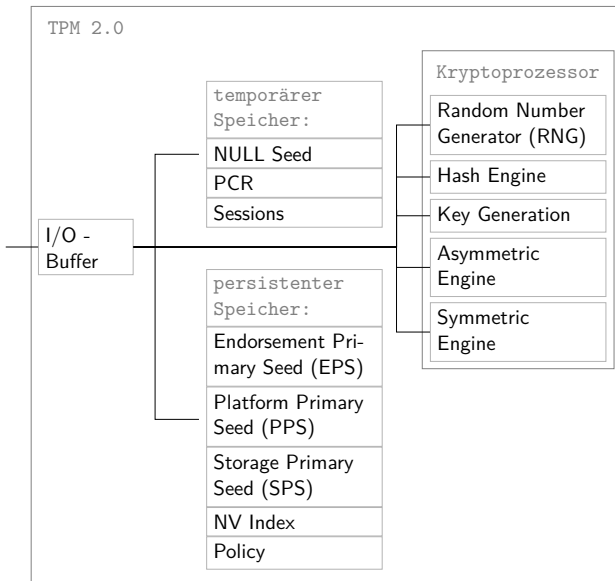 TPM 2.0
Kryptoprozessor
Random Number
Generator (RNG)
Hash Engine
Key Generation
Asymmetric
Engine
Symmetric
Engine
temporärer
Speicher:
NULL Seed
PCR
Sessions
I/O -
Buffer
persistenter
Speicher:
Endorsement Pri-
mary Seed (EPS)
Platform Primary
Seed (PPS)
Storage Primary
Seed (SPS)
NV Index
Policy